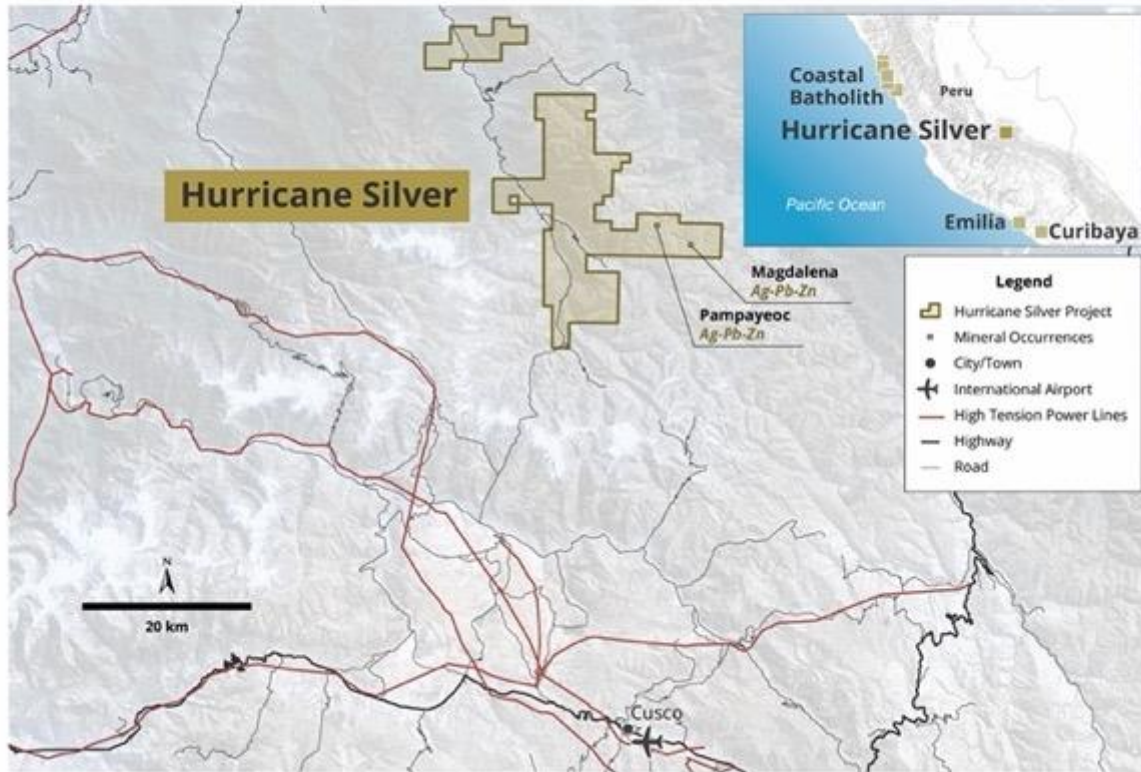 Coastal
Batholith
Peru
Hurricane Silver
Pacific Ocean
Emilia
Curibaya
Hurricane Silver
Magdalena
Ag-Pb-Zn
Pampayeoc
Ag-Pb-Zn
Legend
Hurricane Silver Project
Mineral Occurrences
City/Town
International Airport
High Tension Power Lines
Highway
Road
N
20 km
Cusco